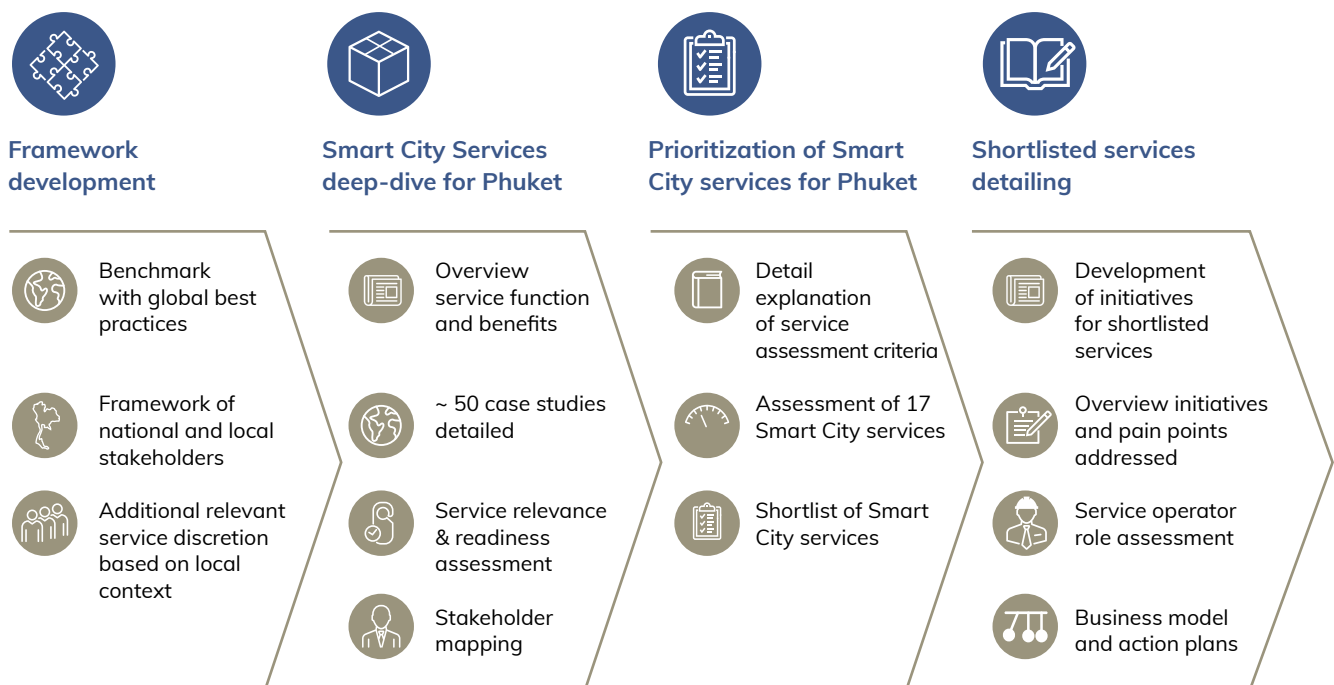 Framework
development
Benchmark
with global best
practices
Framework of
national and local
stakeholders
Additional relevant
service discretion
based on local
context
Smart City Services
deep-dive for Phuket
Overview
service function
and benefits
~ 50 case studies
detailed
Service relevance
& readiness
assessment
Stakeholder
mapping
Prioritization of Smart
City services for Phuket
Detail
explanation
of service
assessment criteria
Assessment of 17
Smart City services
Shortlist of Smart
City services
Shortlisted services
detailing
Development
of initiatives
for shortlisted
services
Overview initiatives
and pain points
addressed
Service operator
role assessment
Business model
and action plans